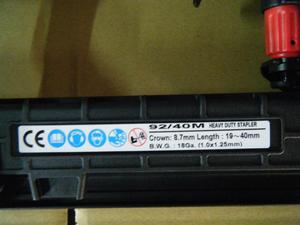 CE 92/40M HEAVY DUTY STAPLER
Crown: 8.7mm Length : 19~40mm
B.W.G. : 18Ga. (1.0x1.25mm)